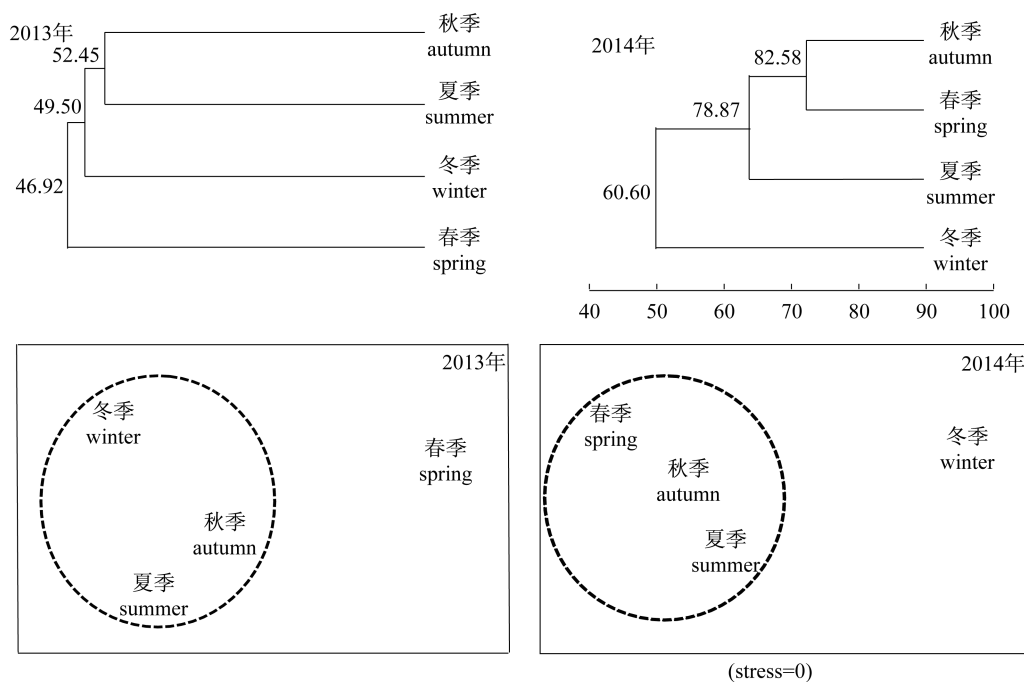 2013年
52.45
49.50
46.92
秋季
autumn
夏季
summer
冬季
winter
春季
spring
2014年
82.58
78.87
60.60
秋季
autumn
春季
spring
夏季
summer
冬季
winter
40 50 60 70 80 90 100
2013年
冬季
winter
春季
spring
秋季
autumn
夏季
summer
2014年
春季
spring
冬季
winter
秋季
autumn
夏季
summer
(stress=0)